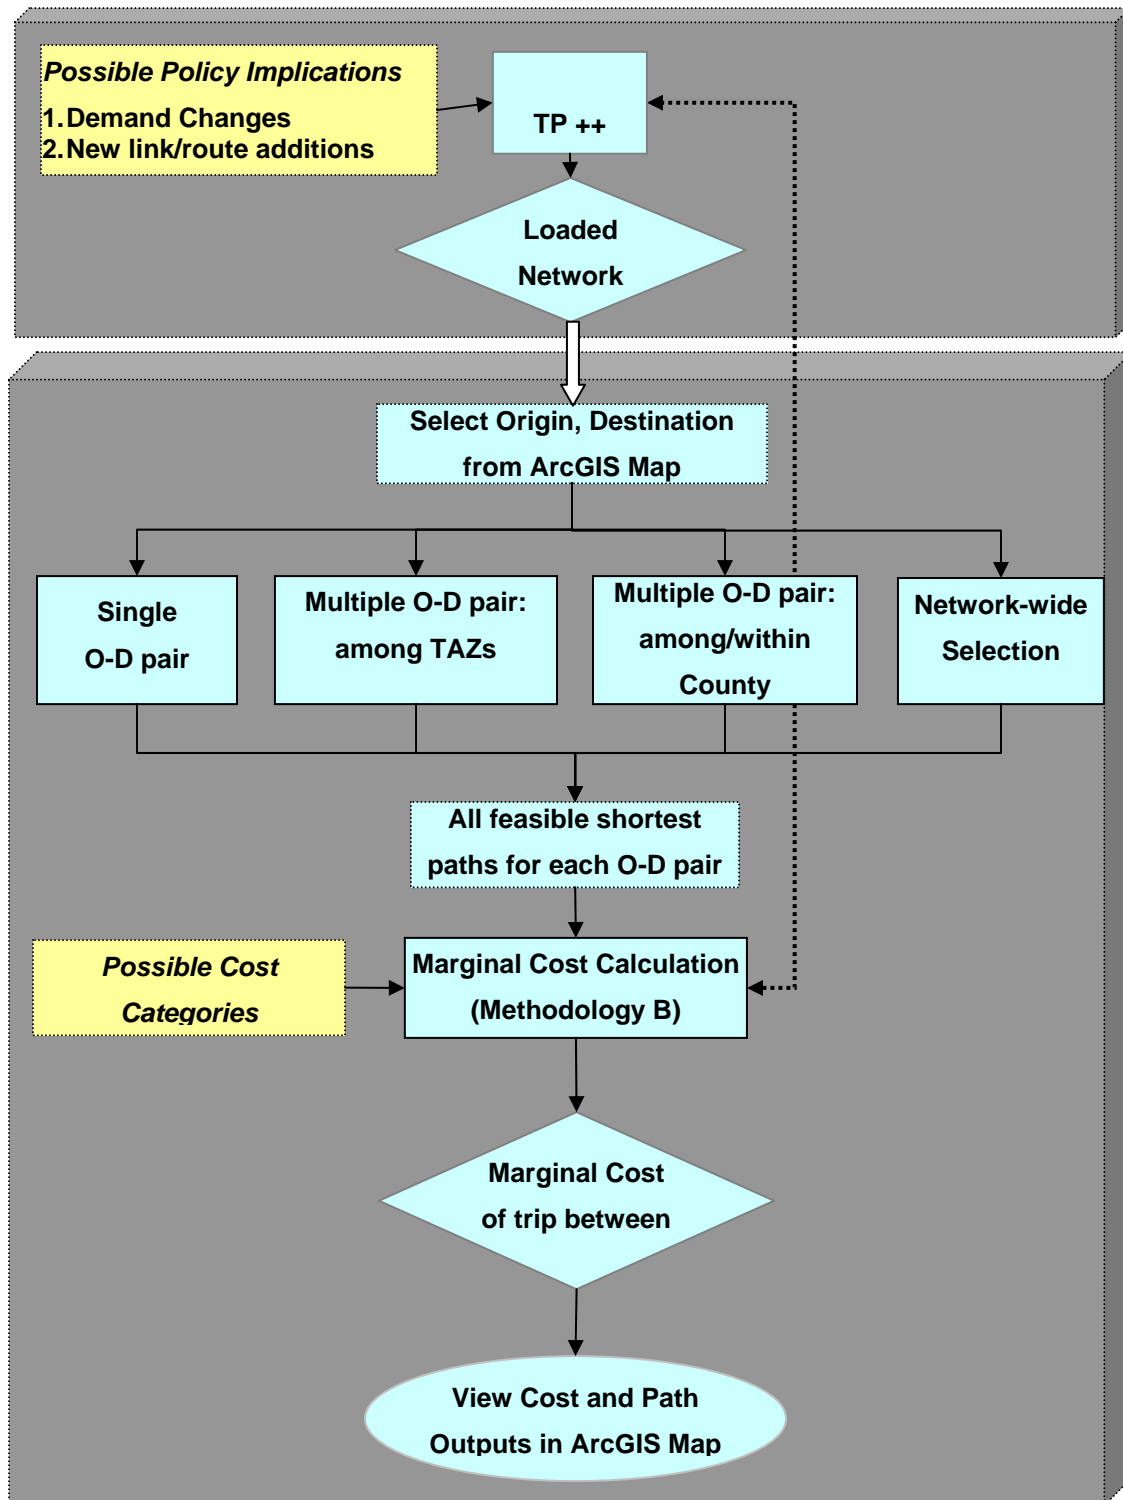 Possible Policy Implications
1.Demand Changes
2.New link/route additions
TP ++
Loaded
Network
Select Origin, Destination
from ArcGIS Map
Single
O-D pair
Multiple O-D pair:
among TAZs
Multiple O-D pair:
among/within
County
Network-wide
Selection
All feasible shortest
paths for each O-D pair
Possible Cost
Categories
Marginal Cost Calculation
(Methodology B)
Marginal Cost
of trip between
View Cost and Path
Outputs in ArcGIS Map